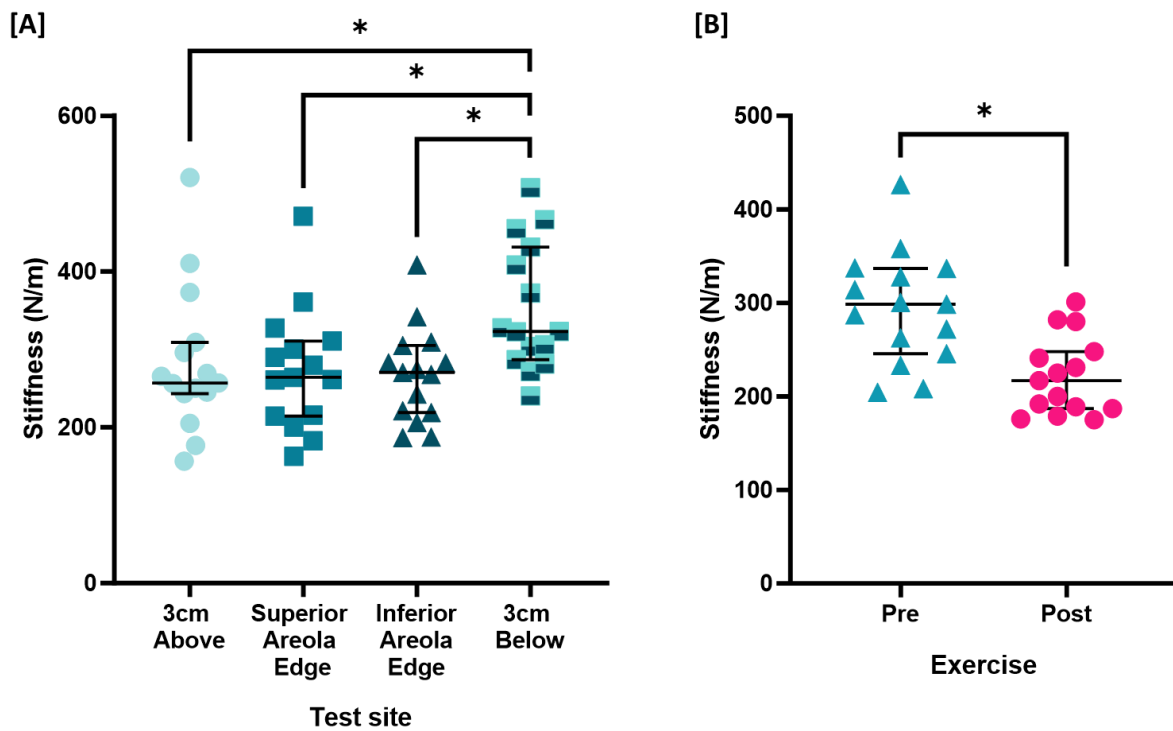 [A]
*
*
*
600
400
200
0
Stiffness (N/m)
3cm
Above
Superior
Areola
Edge
Inferior
Areola
Edge
3cm
Below
Test site
[B]
*
500
400
300
200
100
0
Stiffness (N/m)
Pre
Post
Exercise